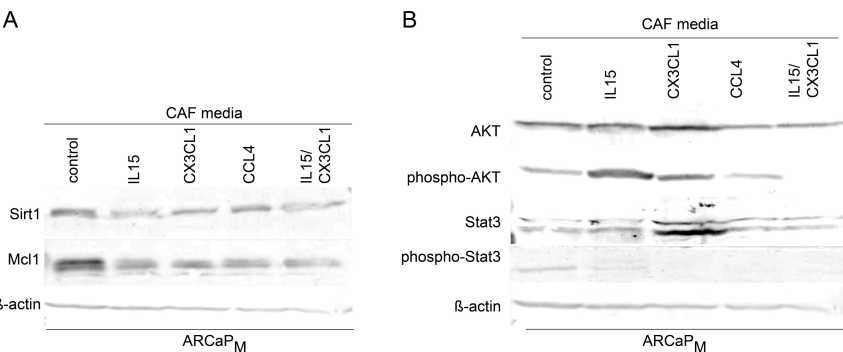 A
CAF media
control
IL15
CX3CL1
CCL4
IL15/
CX3CL1
Sirt1
Mcl1
ß-actin
ARCaPM
B
CAF media
control
IL15
CX3CL1
CCL4
IL15/
CX3CL1
AKT
phospho-AKT
Stat3
phospho-Stat3
ß-actin
ARCaPM